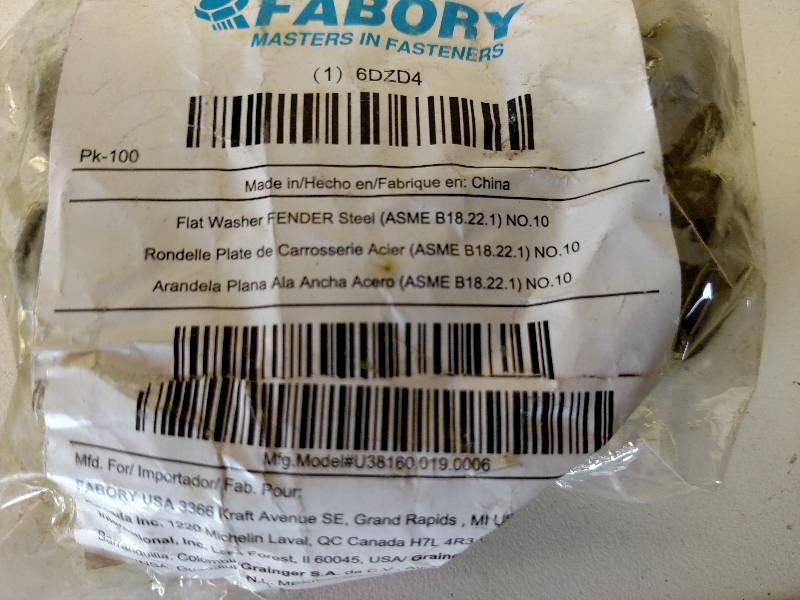 FABORY
MASTERS IN FASTENERS
(1) 6DZD4
Pk-100
Made in/Hecho en/Fabrique en: China
Flat Washer FENDER Steel (ASME B18.22.1) NO.10
Rondelle Plate de Carrosserie Acier (ASME B18.22.1) NO.10
Arandela Plana Ala Ancha Acero (ASME B18.22.1) NO.10
Mfg.Model#U38160.019.0006
Mfd. For/ Importador/ Fab. Pour:
FABORY USA 3366 Kraft Avenue SE, Grand Rapids , MI
Inc. 1220 Michelin Laval, QC Canada H7L 4R3
Inc. Forest, Il 60045, USA/
Barranquilla, Grainger S.A. de C.V.